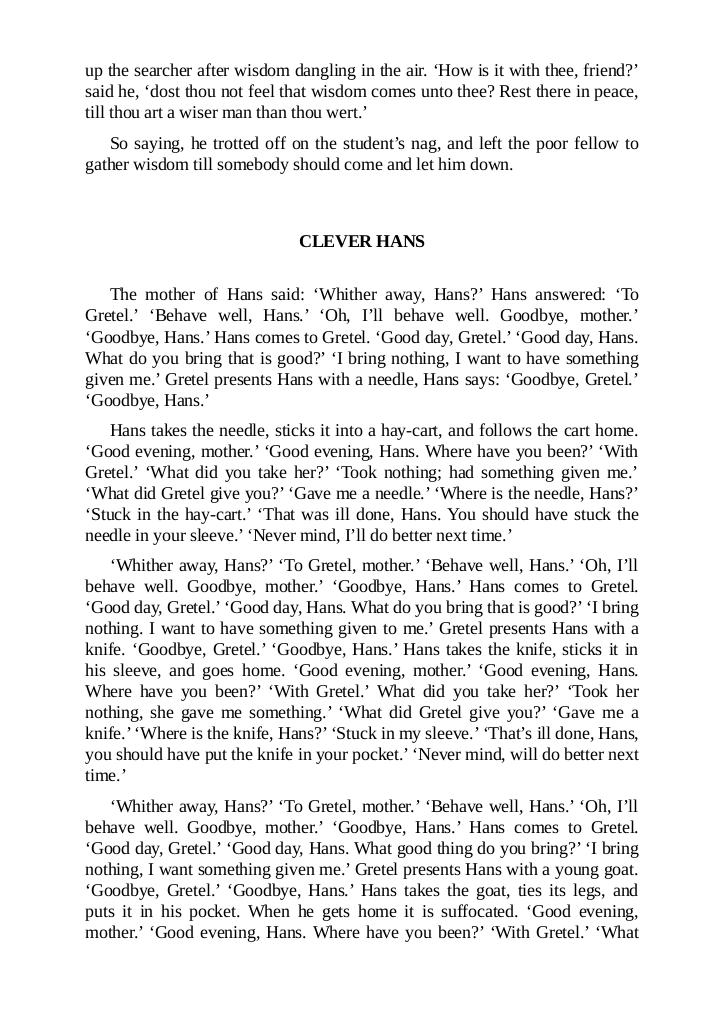 up the searcher after wisdom dangling in the air. ‘How is it with thee, friend?’
said he, ‘dost thou not feel that wisdom comes unto thee? Rest there in peace,
till thou art a wiser man than thou wert.’
So saying, he trotted off on the student’s nag, and left the poor fellow to
gather wisdom till somebody should come and let him down.
CLEVER HANS
The mother of Hans said: ‘Whither away, Hans?’ Hans answered: ‘To
Gretel.’ ‘Behave well, Hans.’ ‘Oh, I’ll behave well. Goodbye, mother.’
‘Goodbye, Hans.’ Hans comes to Gretel. ‘Good day, Gretel.’ ‘Good day, Hans.
What do you bring that is good?’ ‘I bring nothing, I want to have something
given me.’ Gretel presents Hans with a needle, Hans says: ‘Goodbye, Gretel.’
‘Goodbye, Hans.’
Hans takes the needle, sticks it into a hay-cart, and follows the cart home.
‘Good evening, mother.’ ‘Good evening, Hans. Where have you been?’ ‘With
Gretel.’ ‘What did you take her?’ ‘Took nothing; had something given me.’
‘What did Gretel give you?’ ‘Gave me a needle.’ ‘Where is the needle, Hans?’
‘Stuck in the hay-cart.’ ‘That was ill done, Hans. You should have stuck the
needle in your sleeve.’ ‘Never mind, I’ll do better next time.’
‘Whither away, Hans?’ ‘To Gretel, mother.’ ‘Behave well, Hans.’ ‘Oh, I’ll
behave well. Goodbye, mother.’ ‘Goodbye, Hans.’ Hans comes to Gretel.
‘Good day, Gretel.’ ‘Good day, Hans. What do you bring that is good?’ ‘I bring
nothing. I want to have something given to me.’ Gretel presents Hans with a
knife. ‘Goodbye, Gretel.’ ‘Goodbye, Hans.’ Hans takes the knife, sticks it in
his sleeve, and goes home. ‘Good evening, mother.’ ‘Good evening, Hans.
Where have you been?’ ‘With Gretel.’ What did you take her?’ ‘Took her
nothing, she gave me something.’ ‘What did Gretel give you?’ ‘Gave me a
knife.’ ‘Where is the knife, Hans?’ ‘Stuck in my sleeve.’ ‘That’s ill done, Hans,
you should have put the knife in your pocket.’ ‘Never mind, will do better next
time.’
‘Whither away, Hans?’ ‘To Gretel, mother.’ ‘Behave well, Hans.’ ‘Oh, I’ll
behave well. Goodbye, mother.’ ‘Goodbye, Hans.’ Hans comes to Gretel.
‘Good day, Gretel.’ ‘Good day, Hans. What good thing do you bring?’ ‘I bring
nothing, I want something given me.’ Gretel presents Hans with a young goat.
‘Goodbye, Gretel.’ ‘Goodbye, Hans.’ Hans takes the goat, ties its legs, and
puts it in his pocket. When he gets home it is suffocated. ‘Good evening,
mother.’ ‘Good evening, Hans. Where have you been?’ ‘With Gretel.’ ‘What